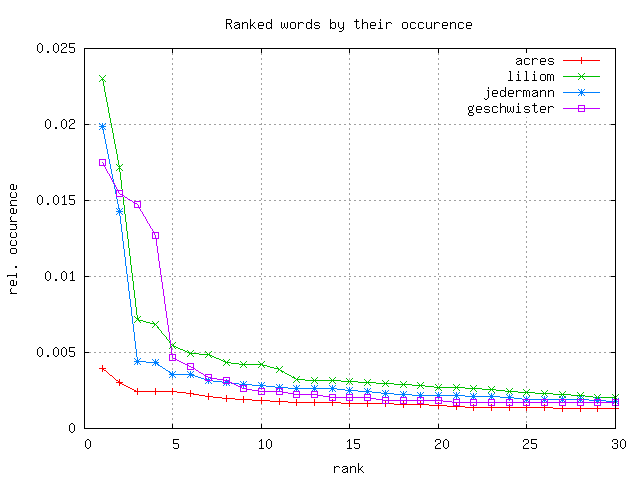 Ranked words by their occurence
acres
liliom
jedermann
geschwister
rel. occurence
0.025
0.02
0.015
0.01
0.005
0
0 5 10 15 20 25 30
rank